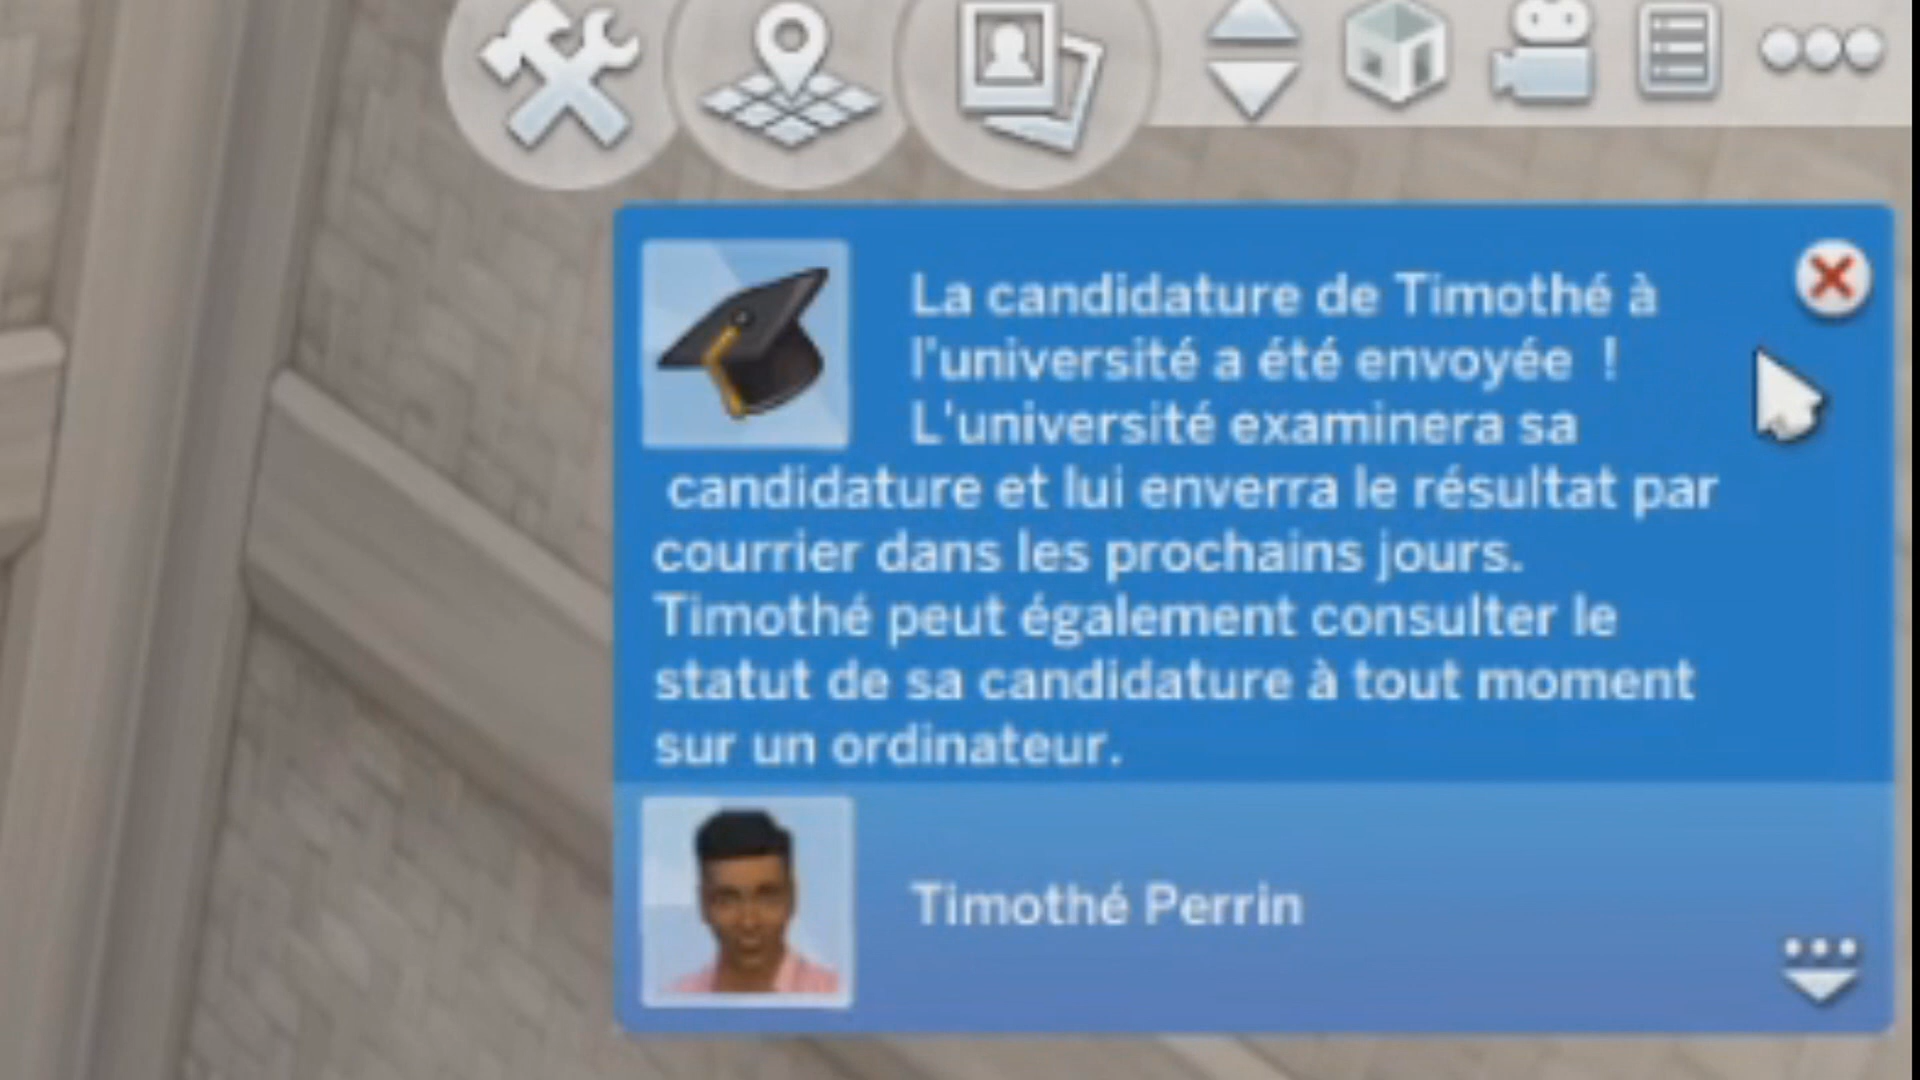 La candidature de Timothé à
l'université a été envoyée !
L'université examinera sa
candidature et lui enverra le résultat par
courrier dans les prochains jours.
Timothé peut également consulter le
statut de sa candidature à tout moment
sur un ordinateur.
Timothé Perrin